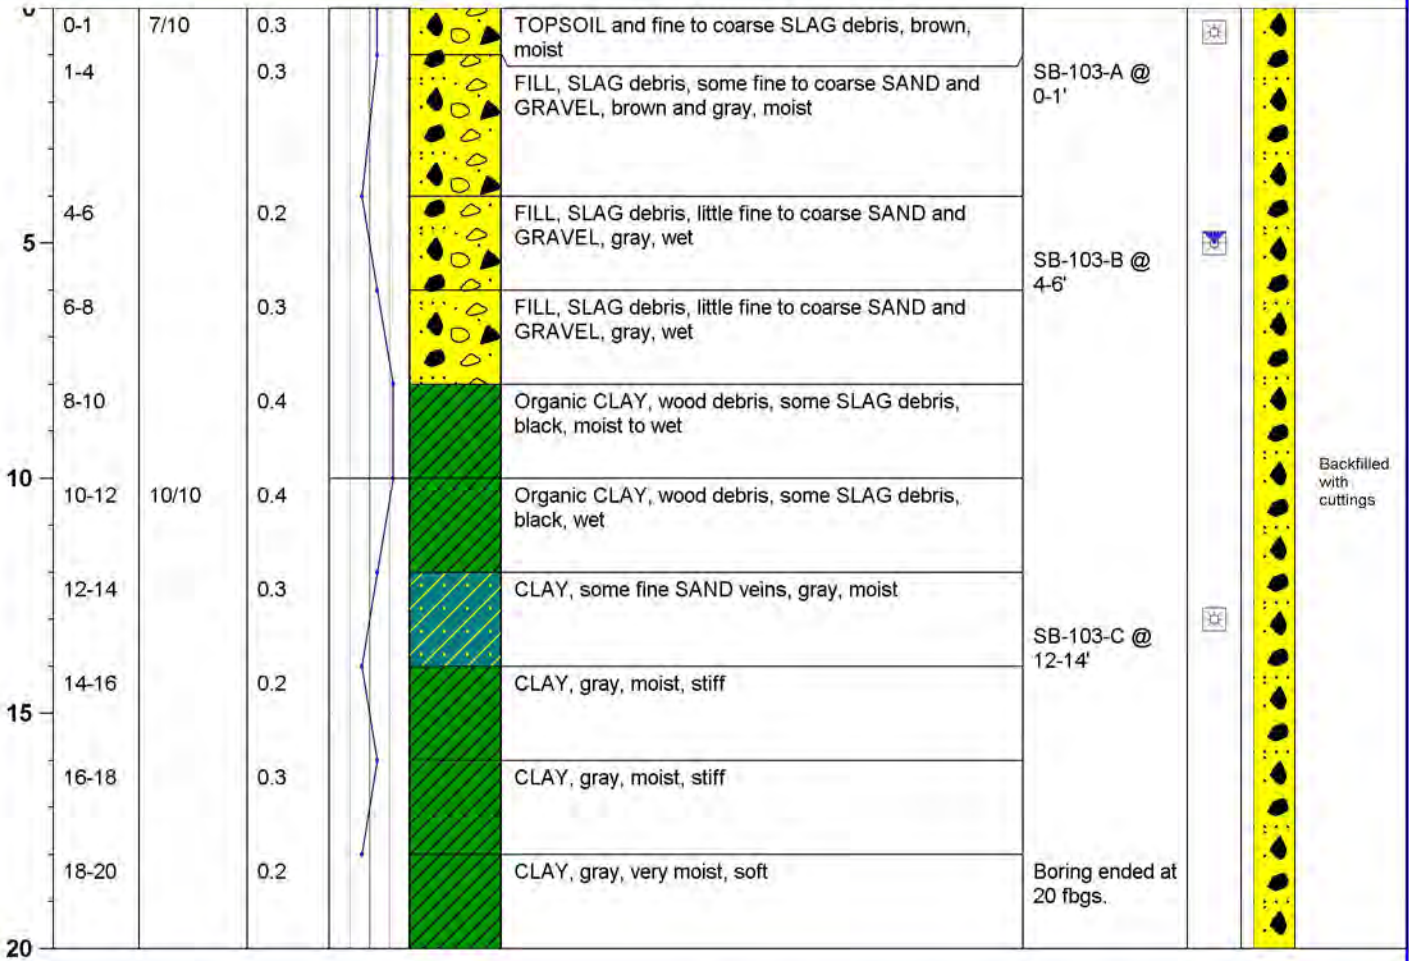 0
0-1 7/10 0.3 TOPSOIL and fine to coarse SLAG debris, brown,
moist
1-4 0.3 FILL, SLAG debris, some fine to coarse SAND and
GRAVEL, brown and gray, moist
SB-103-A @
0-1'
4-6 0.2 FILL, SLAG debris, little fine to coarse SAND and
GRAVEL, gray, wet
5
SB-103-B @
4-6'
6-8 0.3 FILL, SLAG debris, little fine to coarse SAND and
GRAVEL, gray, wet
8-10 0.4 Organic CLAY, wood debris, some SLAG debris,
black, moist to wet
10
Backfilled
with
cuttings
10-12 10/10 0.4 Organic CLAY, wood debris, some SLAG debris,
black, wet
12-14 0.3 CLAY, some fine SAND veins, gray, moist
SB-103-C @
12-14'
14-16 0.2 CLAY, gray, moist, stiff
15
16-18 0.3 CLAY, gray, moist, stiff
18-20 0.2 CLAY, gray, very moist, soft
Boring ended at
20 fbgs.
20